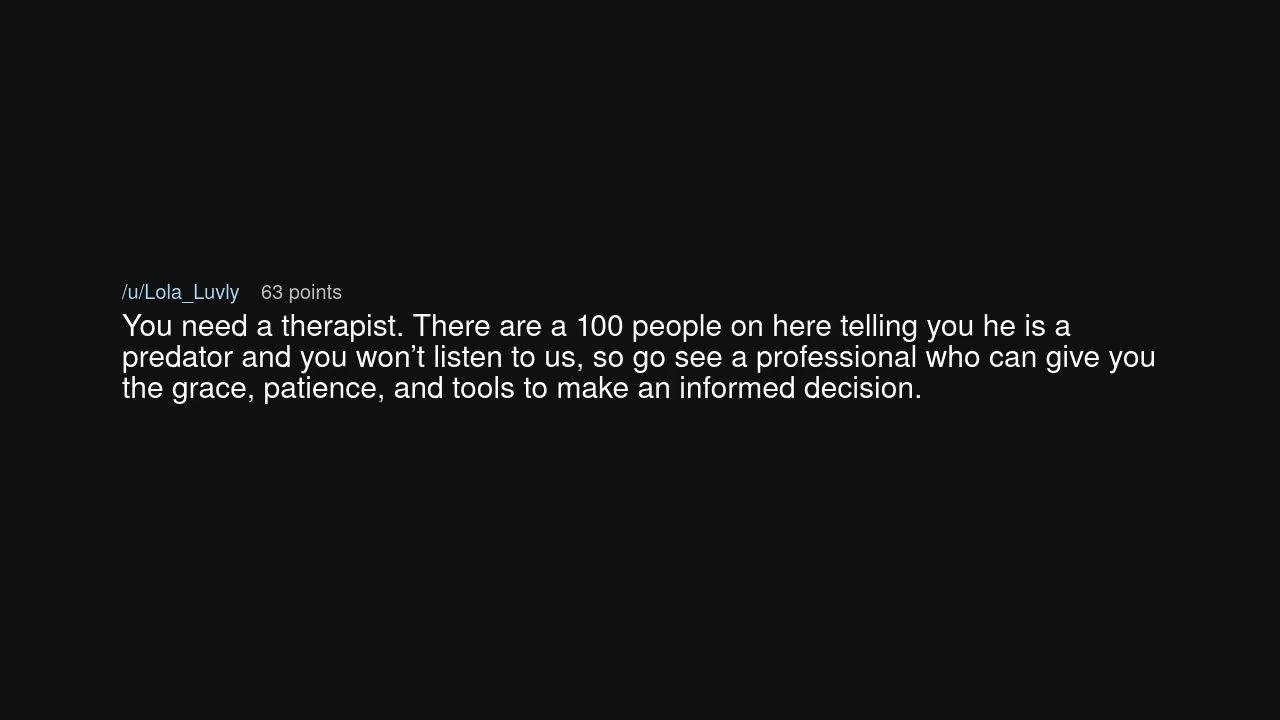 /u/Lola_Luvly 63 points
You need a therapist. There are a 100 people on here telling you he is a
predator and you won’t listen to us, so go see a professional who can give you
the grace, patience, and tools to make an informed decision.